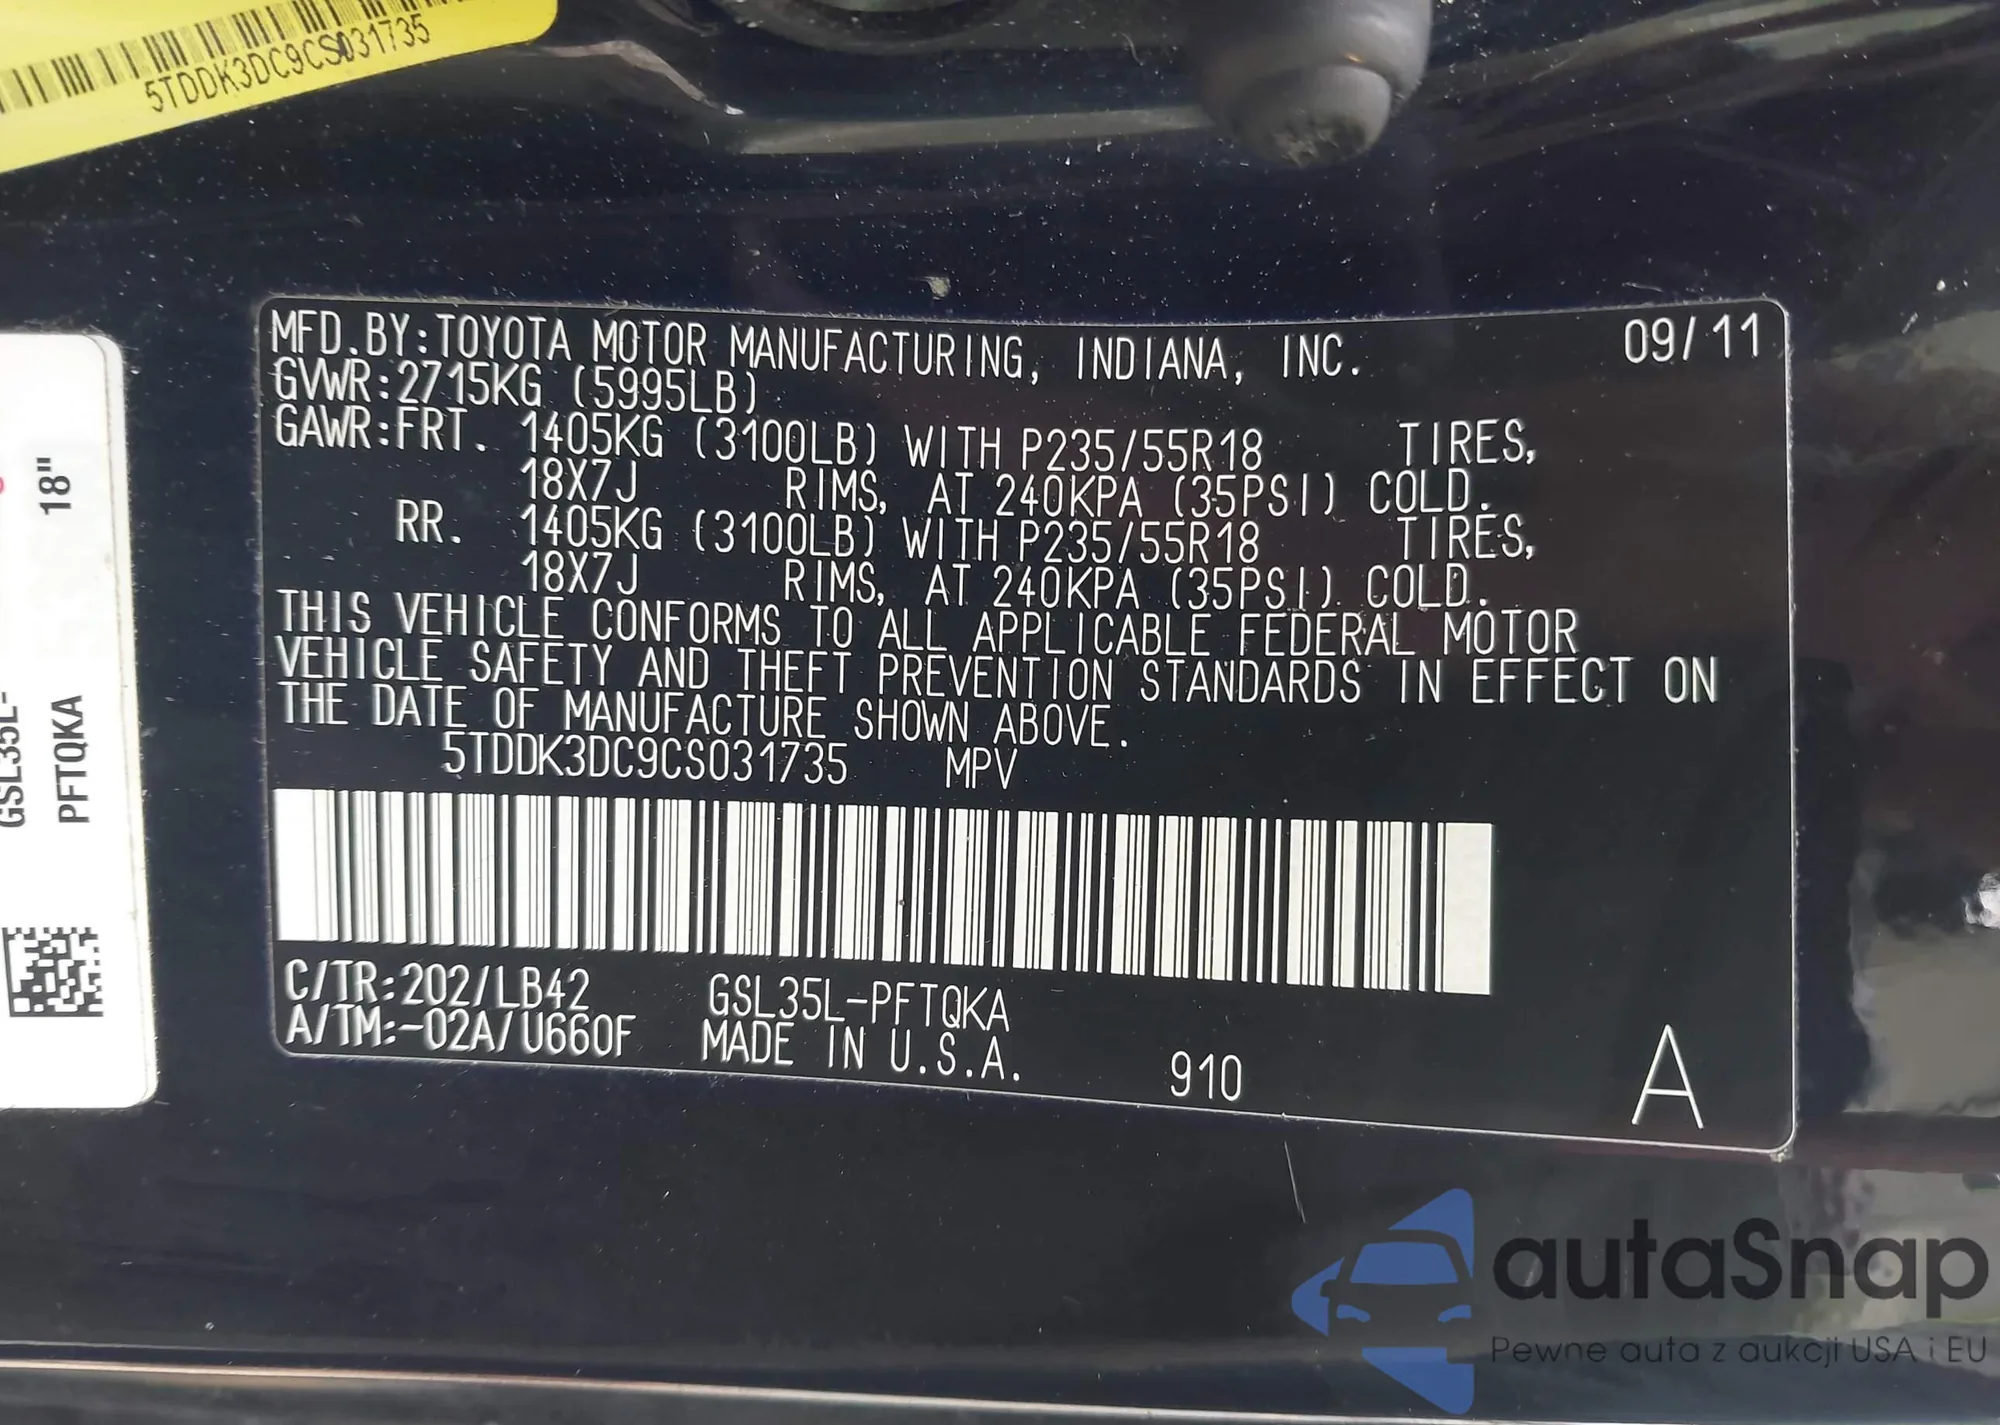 5TDDK3DC9CS031735
MFD.BY:TOYOTA MOTOR MANUFACTURING, INDIANA, INC. 09/11
GVWR:2715KG (5995LB)
GAWR:FRT. 1405KG (3100LB) WITH P235/55R18 TIRES,
18X7J RIMS, AT 240KPA (35PSI) COLD.
RR. 1405KG (3100LB) WITH P235/55R18 TIRES,
18X7J RIMS, AT 240KPA (35PSI) COLD.
THIS VEHICLE CONFORMS TO ALL APPLICABLE FEDERAL MOTOR
VEHICLE SAFETY AND THEFT PREVENTION STANDARDS IN EFFECT ON
THE DATE OF MANUFACTURE SHOWN ABOVE.
5TDDK3DC9CS031735 MPV
C/TR:202/LB42 GSL35L-PFTQKA
A/TM:-02A/U660F MADE IN U.S.A. 910 A
GSL35L-
PFTQKA 18"
autaSnap
Pewne auta z aukcji USA i EU